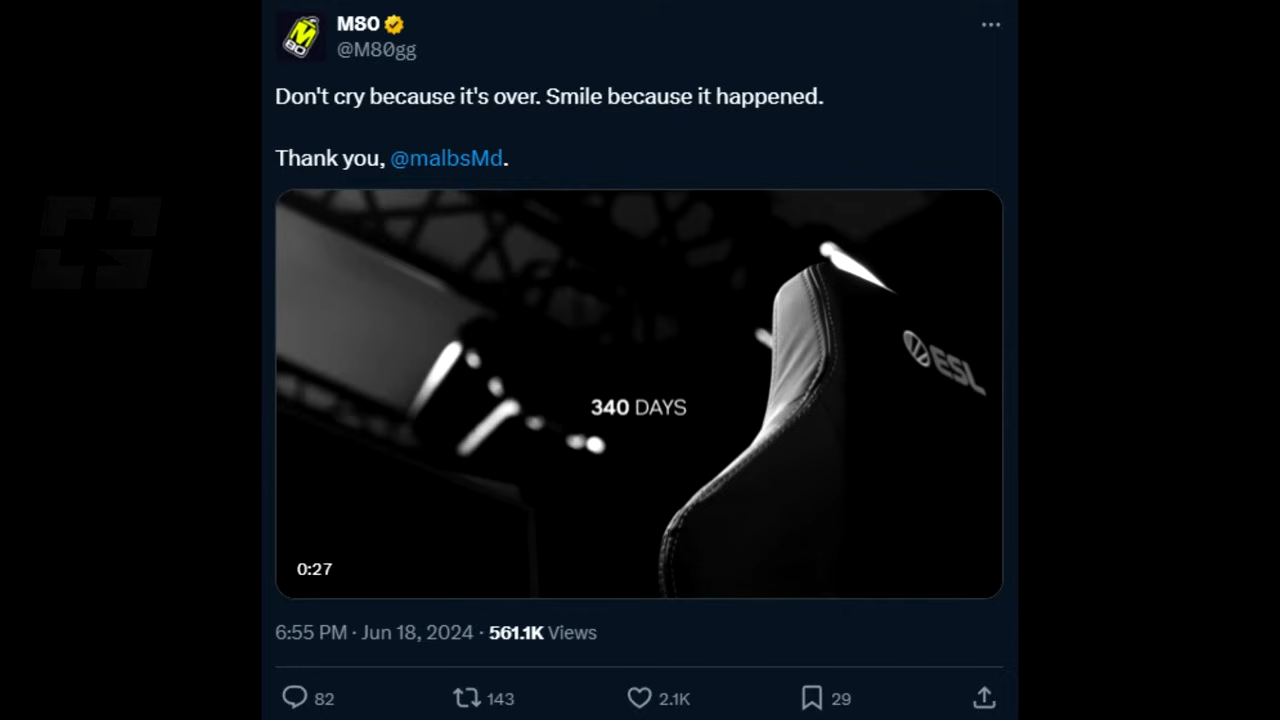 M80
@M80gg
Don't cry because it's over. Smile because it happened.
Thank you, @malbsMd.
ESL
340 DAYS
0:27
6:55 PM · Jun 18, 2024 · 561.1K Views
82 143 2.1K 29